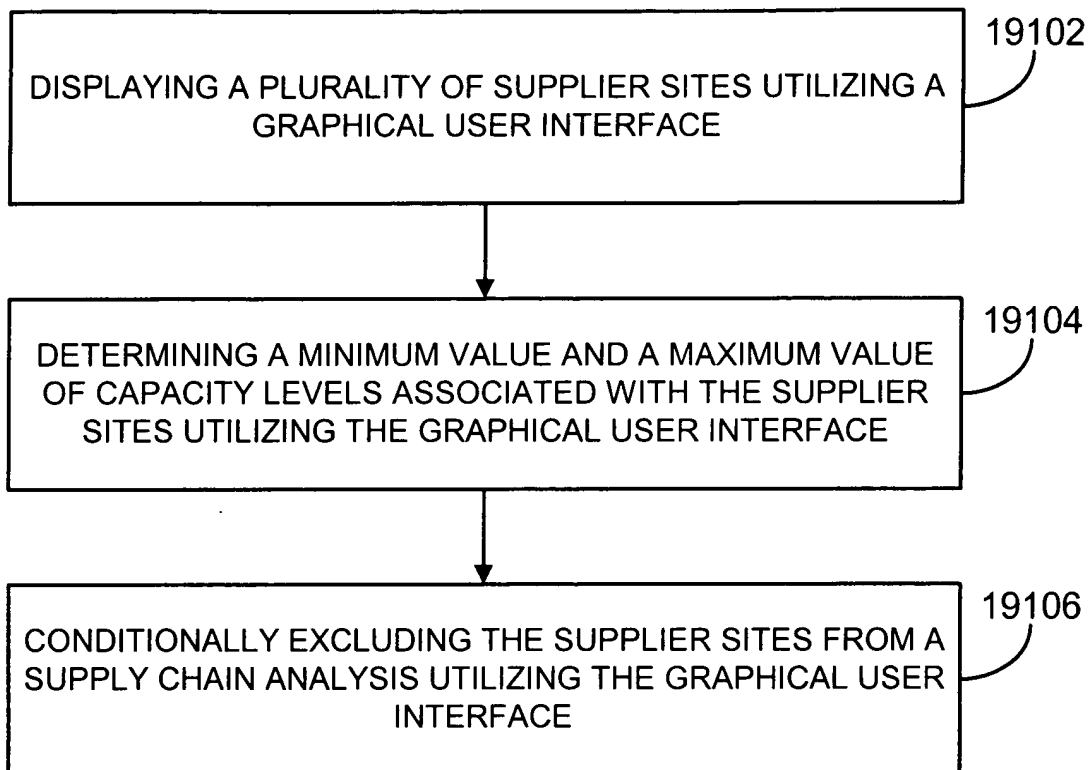 19102
DISPLAYING A PLURALITY OF SUPPLIER SITES UTILIZING A
GRAPHICAL USER INTERFACE
19104
DETERMINING A MINIMUM VALUE AND A MAXIMUM VALUE
OF CAPACITY LEVELS ASSOCIATED WITH THE SUPPLIER
SITES UTILIZING THE GRAPHICAL USER INTERFACE
19106
CONDITIONALLY EXCLUDING THE SUPPLIER SITES FROM A
SUPPLY CHAIN ANALYSIS UTILIZING THE GRAPHICAL USER
INTERFACE